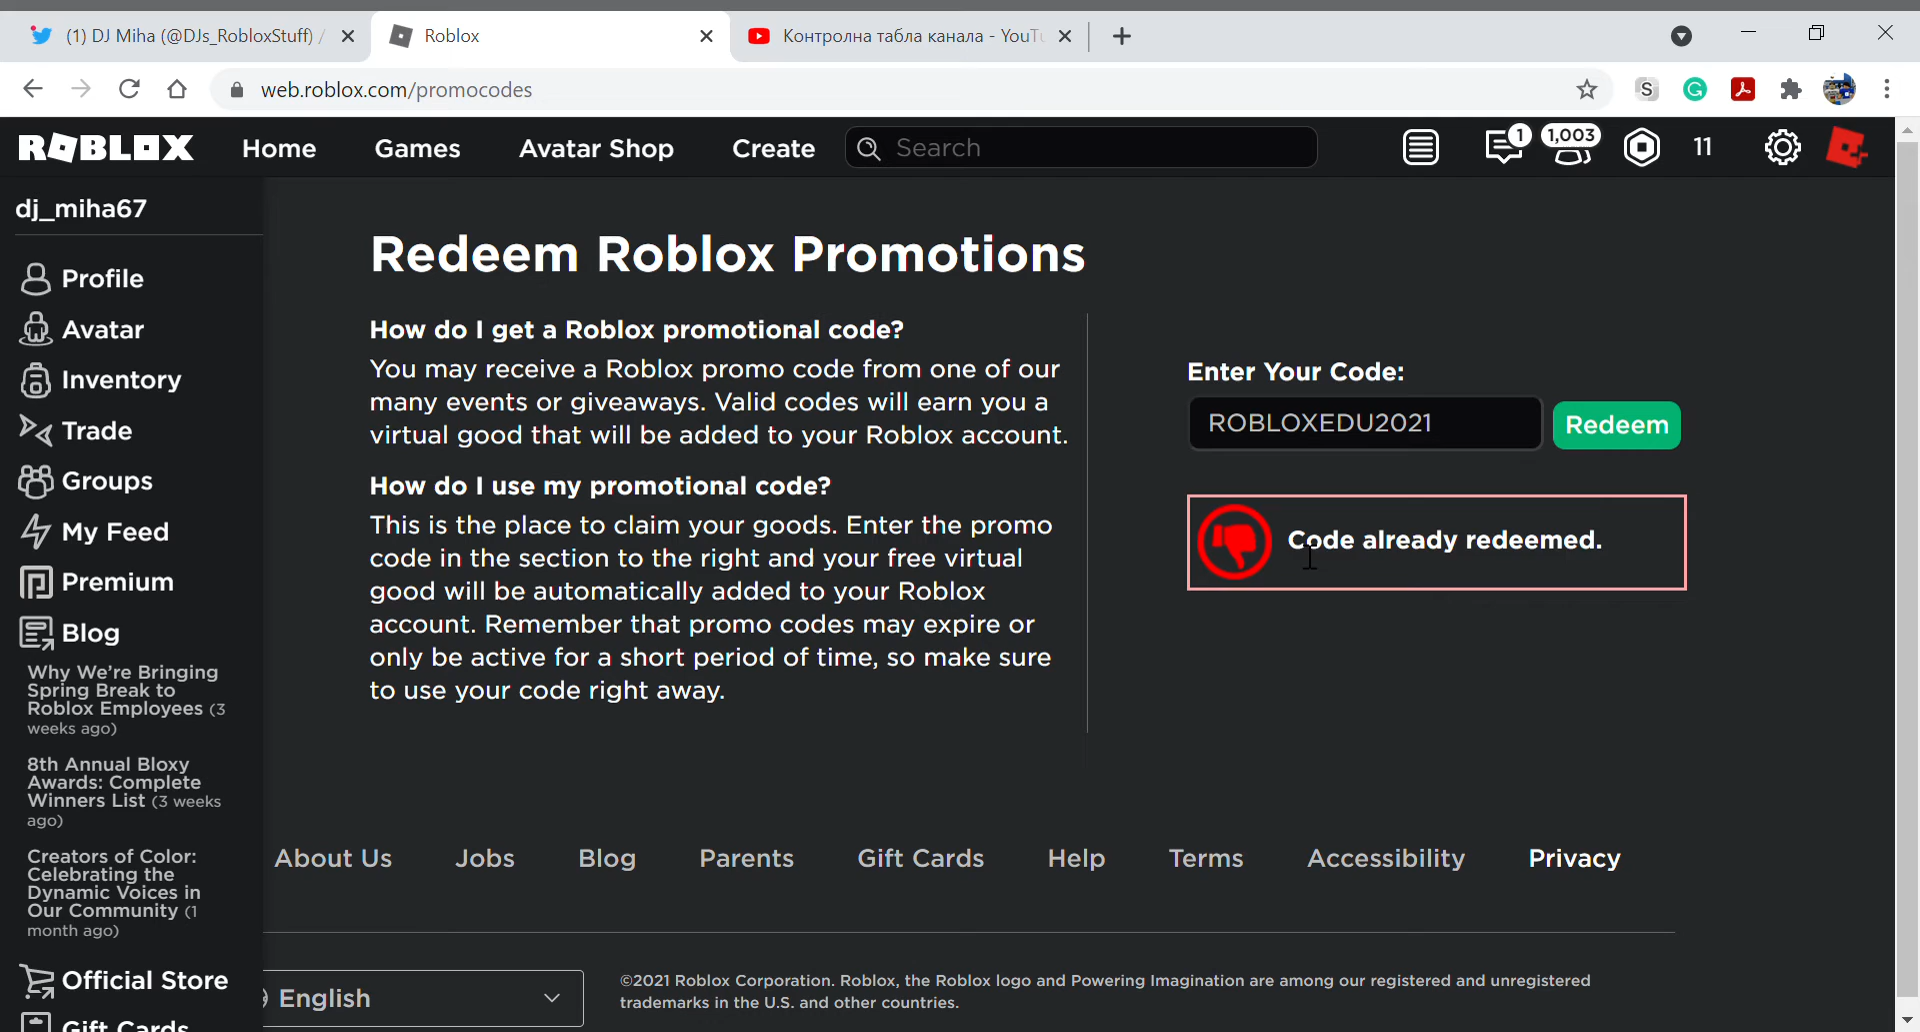 (1) DJ Miha (@DJs_RobloxStuff) /
Roblox
Контролна табла канала - YouTu
web.roblox.com/promocodes
ROBLOX
Home
Games
Avatar Shop
Create
Search
1
1,003
11
dj_miha67
Profile
Avatar
Inventory
Trade
Groups
My Feed
Premium
Blog
Why We're Bringing
Spring Break to
Roblox Employees (3
weeks ago)
8th Annual Bloxy
Awards: Complete
Winners List (3 weeks
ago)
Creators of Color:
Celebrating the
Dynamic Voices in
Our Community (1
month ago)
Official Store
Gift Cards
Redeem Roblox Promotions
How do I get a Roblox promotional code?
You may receive a Roblox promo code from one of our
many events or giveaways. Valid codes will earn you a
virtual good that will be added to your Roblox account.
How do I use my promotional code?
This is the place to claim your goods. Enter the promo
code in the section to the right and your free virtual
good will be automatically added to your Roblox
account. Remember that promo codes may expire or
only be active for a short period of time, so make sure
to use your code right away.
Enter Your Code:
ROBLOXEDU2021
Redeem
Code already redeemed.
About Us
Jobs
Blog
Parents
Gift Cards
Help
Terms
Accessibility
Privacy
English
©2021 Roblox Corporation. Roblox, the Roblox logo and Powering Imagination are among our registered and unregistered
trademarks in the U.S. and other countries.